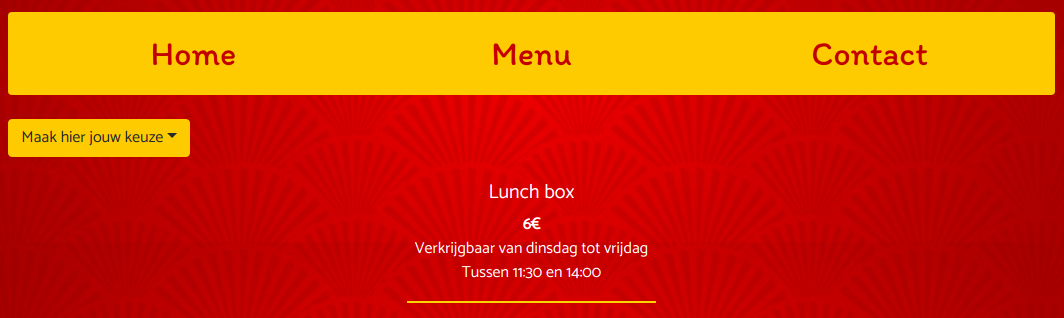 Home Menu Contact
Maak hier jouw keuze
Lunch box
6€
Verkrijgbaar van dinsdag tot vrijdag
Tussen 11:30 en 14:00